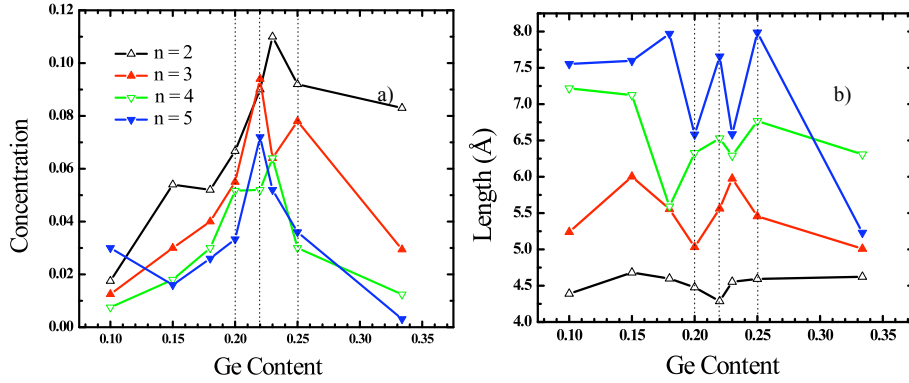 0.12
0.10
0.08
0.06
0.04
0.02
0.00
Concentration
n = 2
n = 3
n = 4
n = 5
a)
0.10 0.15 0.20 0.25 0.30 0.35
Ge Content
8.0
7.5
7.0
6.5
6.0
5.5
5.0
4.5
4.0
Length (Å)
b)
0.10 0.15 0.20 0.25 0.30 0.35
Ge Content